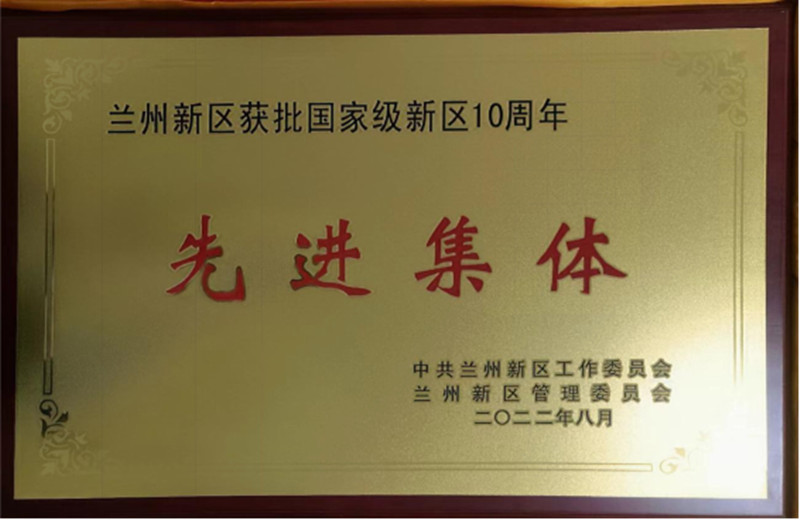 兰州新区获批国家级新区10周年
先进集体
中共兰州新区工作委员会
兰州新区管理委员会
二〇二二年八月